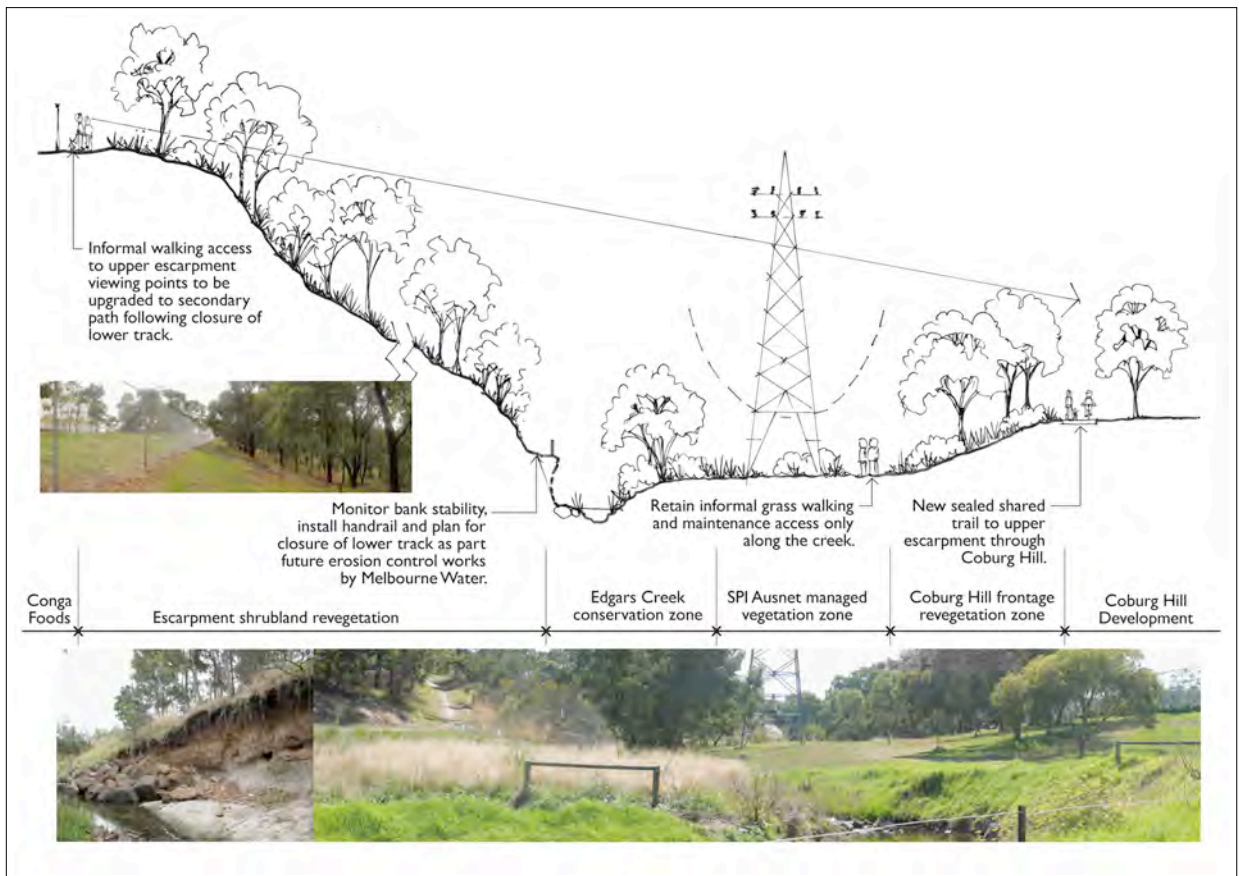 Informal walking access
to upper escarpment
viewing points to be
upgraded to secondary
path following closure of
lower track.
Monitor bank stability,
install handrail and plan for
closure of lower track as part
future erosion control works
by Melbourne Water.
Retain informal grass walking
and maintenance access only
along the creek.
New sealed shared
trail to upper
escarpment through
Coburg Hill.
Conga
Foods
Escarpment shrubland revegetation
Edgars Creek
conservation zone
SPI Ausnet managed
vegetation zone
Coburg Hill frontage
revegetation zone
Coburg Hill
Development